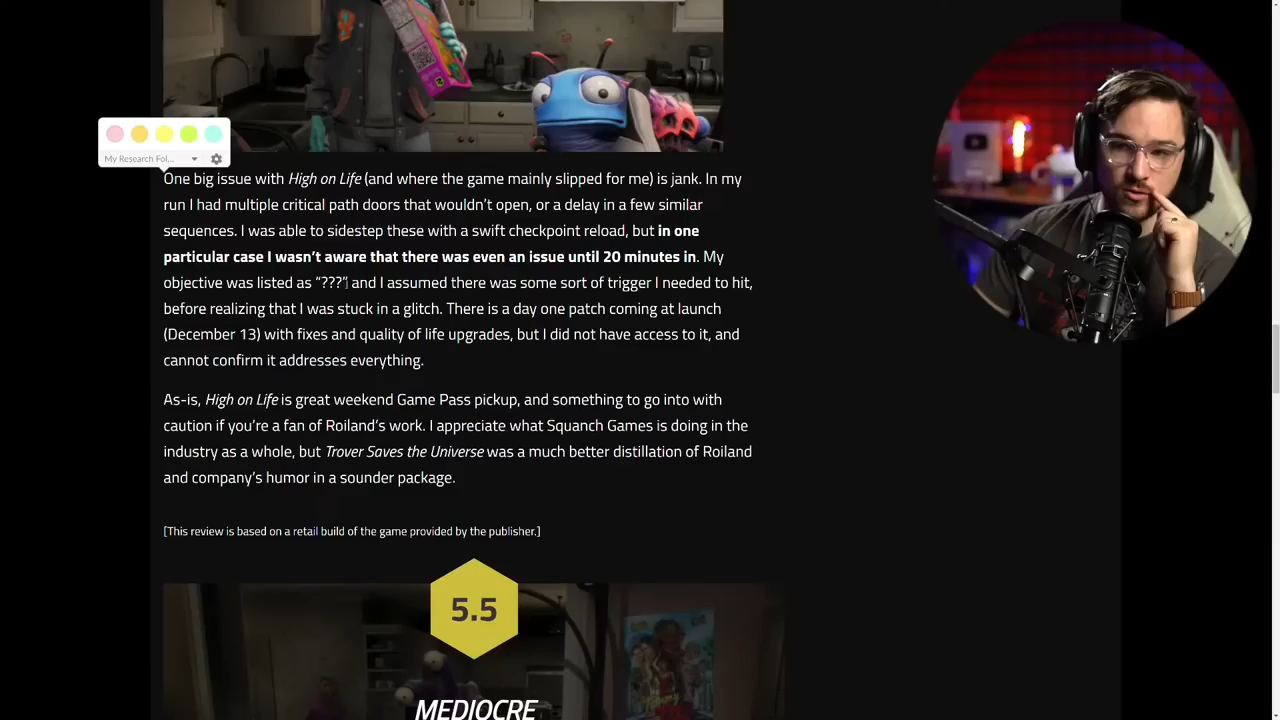 My Research Fol...
One big issue with High on Life (and where the game mainly slipped for me) is jank. In my
run I had multiple critical path doors that wouldn't open, or a delay in a few similar
sequences. I was able to sidestep these with a swift checkpoint reload, but in one
particular case I wasn't aware that there was even an issue until 20 minutes in. My
objective was listed as “???” and I assumed there was some sort of trigger I needed to hit,
before realizing that I was stuck in a glitch. There is a day one patch coming at launch
(December 13) with fixes and quality of life upgrades, but I did not have access to it, and
cannot confirm it addresses everything.
As-is, High on Life is great weekend Game Pass pickup, and something to go into with
caution if you're a fan of Roiland's work. I appreciate what Squanch Games is doing in the
industry as a whole, but Trover Saves the Universe was a much better distillation of Roiland
and company's humor in a sounder package.
[This review is based on a retail build of the game provided by the publisher.]
5.5
MEDIOCRE